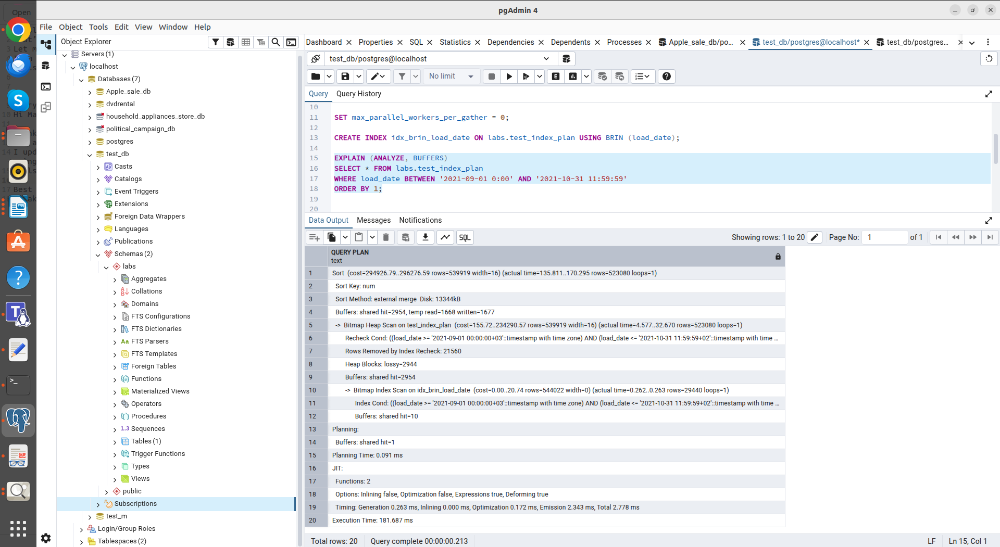 Open
pgAdmin 4
File Object Tools Edit View Window Help
Object Explorer
Servers (1)
localhost
Databases (7)
Apple_sale_db
dvdrental
household_appliances_store_db
political_campaign_db
postgres
test_db
Casts
Catalogs
Event Triggers
Extensions
Foreign Data Wrappers
Languages
Publications
Schemas (2)
labs
Aggregates
Collations
Domains
FTS Configurations
FTS Dictionaries
Aa FTS Parsers
FTS Templates
Foreign Tables
Functions
Materialized Views
Operators
Procedures
1..3 Sequences
Tables (1)
Trigger Functions
Types
Views
public
Subscriptions
test_m
Login/Group Roles
Tablespaces (2)
Dashboard Properties SQL Statistics Dependencies Dependents Processes Apple_sale_db/po... test_db/postgres@localhost* test_db/postgres...
test_db/postgres@localhost
No limit
Query Query History
10
11 SET max_parallel_workers_per_gather = 0;
12
13 CREATE INDEX idx_brin_load_date ON labs.test_index_plan USING BRIN (load_date);
14
15 EXPLAIN (ANALYZE, BUFFERS)
16 SELECT * FROM labs.test_index_plan
17 WHERE load_date BETWEEN '2021-09-01 0:00' AND '2021-10-31 11:59:59'
18 ORDER BY 1;
19
20
Data Output Messages Notifications
SQL Showing rows: 1 to 20 Page No: 1 of 1
QUERY PLAN
text
1 Sort (cost=294926.79..296276.59 rows=539919 width=16) (actual time=135.811..170.295 rows=523080 loops=1)
2 Sort Key: num
3 Sort Method: external merge Disk: 13344kB
4 Buffers: shared hit=2954, temp read=1668 written=1677
5 -> Bitmap Heap Scan on test_index_plan (cost=155.72..234290.57 rows=539919 width=16) (actual time=4.577..32.670 rows=523080 loops=1)
6 Recheck Cond: ((load_date >= '2021-09-01 00:00:00+03'::timestamp with time zone) AND (load_date <= '2021-10-31 11:59:59+02'::timestamp with time ...
7 Rows Removed by Index Recheck: 21560
8 Heap Blocks: lossy=2944
9 Buffers: shared hit=2954
10 -> Bitmap Index Scan on idx_brin_load_date (cost=0.00..20.74 rows=544022 width=0) (actual time=0.262..0.263 rows=29440 loops=1)
11 Index Cond: ((load_date >= '2021-09-01 00:00:00+03'::timestamp with time zone) AND (load_date <= '2021-10-31 11:59:59+02'::timestamp with time ...
12 Buffers: shared hit=10
13 Planning:
14 Buffers: shared hit=1
15 Planning Time: 0.091 ms
16 JIT:
17 Functions: 2
18 Options: Inlining false, Optimization false, Expressions true, Deforming true
19 Timing: Generation 0.263 ms, Inlining 0.000 ms, Optimization 0.172 ms, Emission 2.343 ms, Total 2.778 ms
20 Execution Time: 181.687 ms
Total rows: 20 Query complete 00:00:00.213 LF Ln 15, Col 1